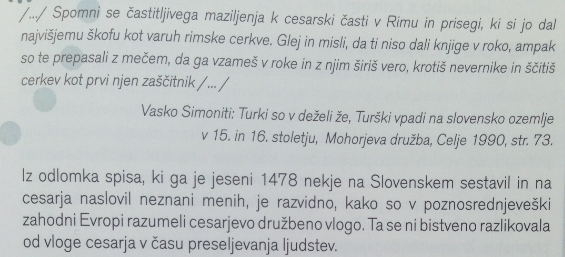 /.../ Spomni se častitljivega maziljenja k cesarski časti v Rimu in prisegi, ki si jo dal
najvišjemu škofu kot varuh rimske cerkve. Glej in misli, da ti niso dali knjige v roko, ampak
so te prepasali z mečem, da ga vzameš v roke in z njim širiš vero, krotiš nevernike in ščitiš
cerkev kot prvi njen zaščitnik /.../
Vasko Simoniti: Turki so v deželi že, Turški vpadi na slovensko ozemlje
v 15. in 16. stoletju, Mohorjeva družba, Celje 1990, str. 73.
Iz odlomka spisa, ki ga je jeseni 1478 nekje na Slovenskem sestavil in na
cesarja naslovil neznani menih, je razvidno, kako so v poznosrednjeveški
zahodni Evropi razumeli cesarjevo družbeno vlogo. Ta se ni bistveno razlikovala
od vloge cesarja v času preseljevanja ljudstev.